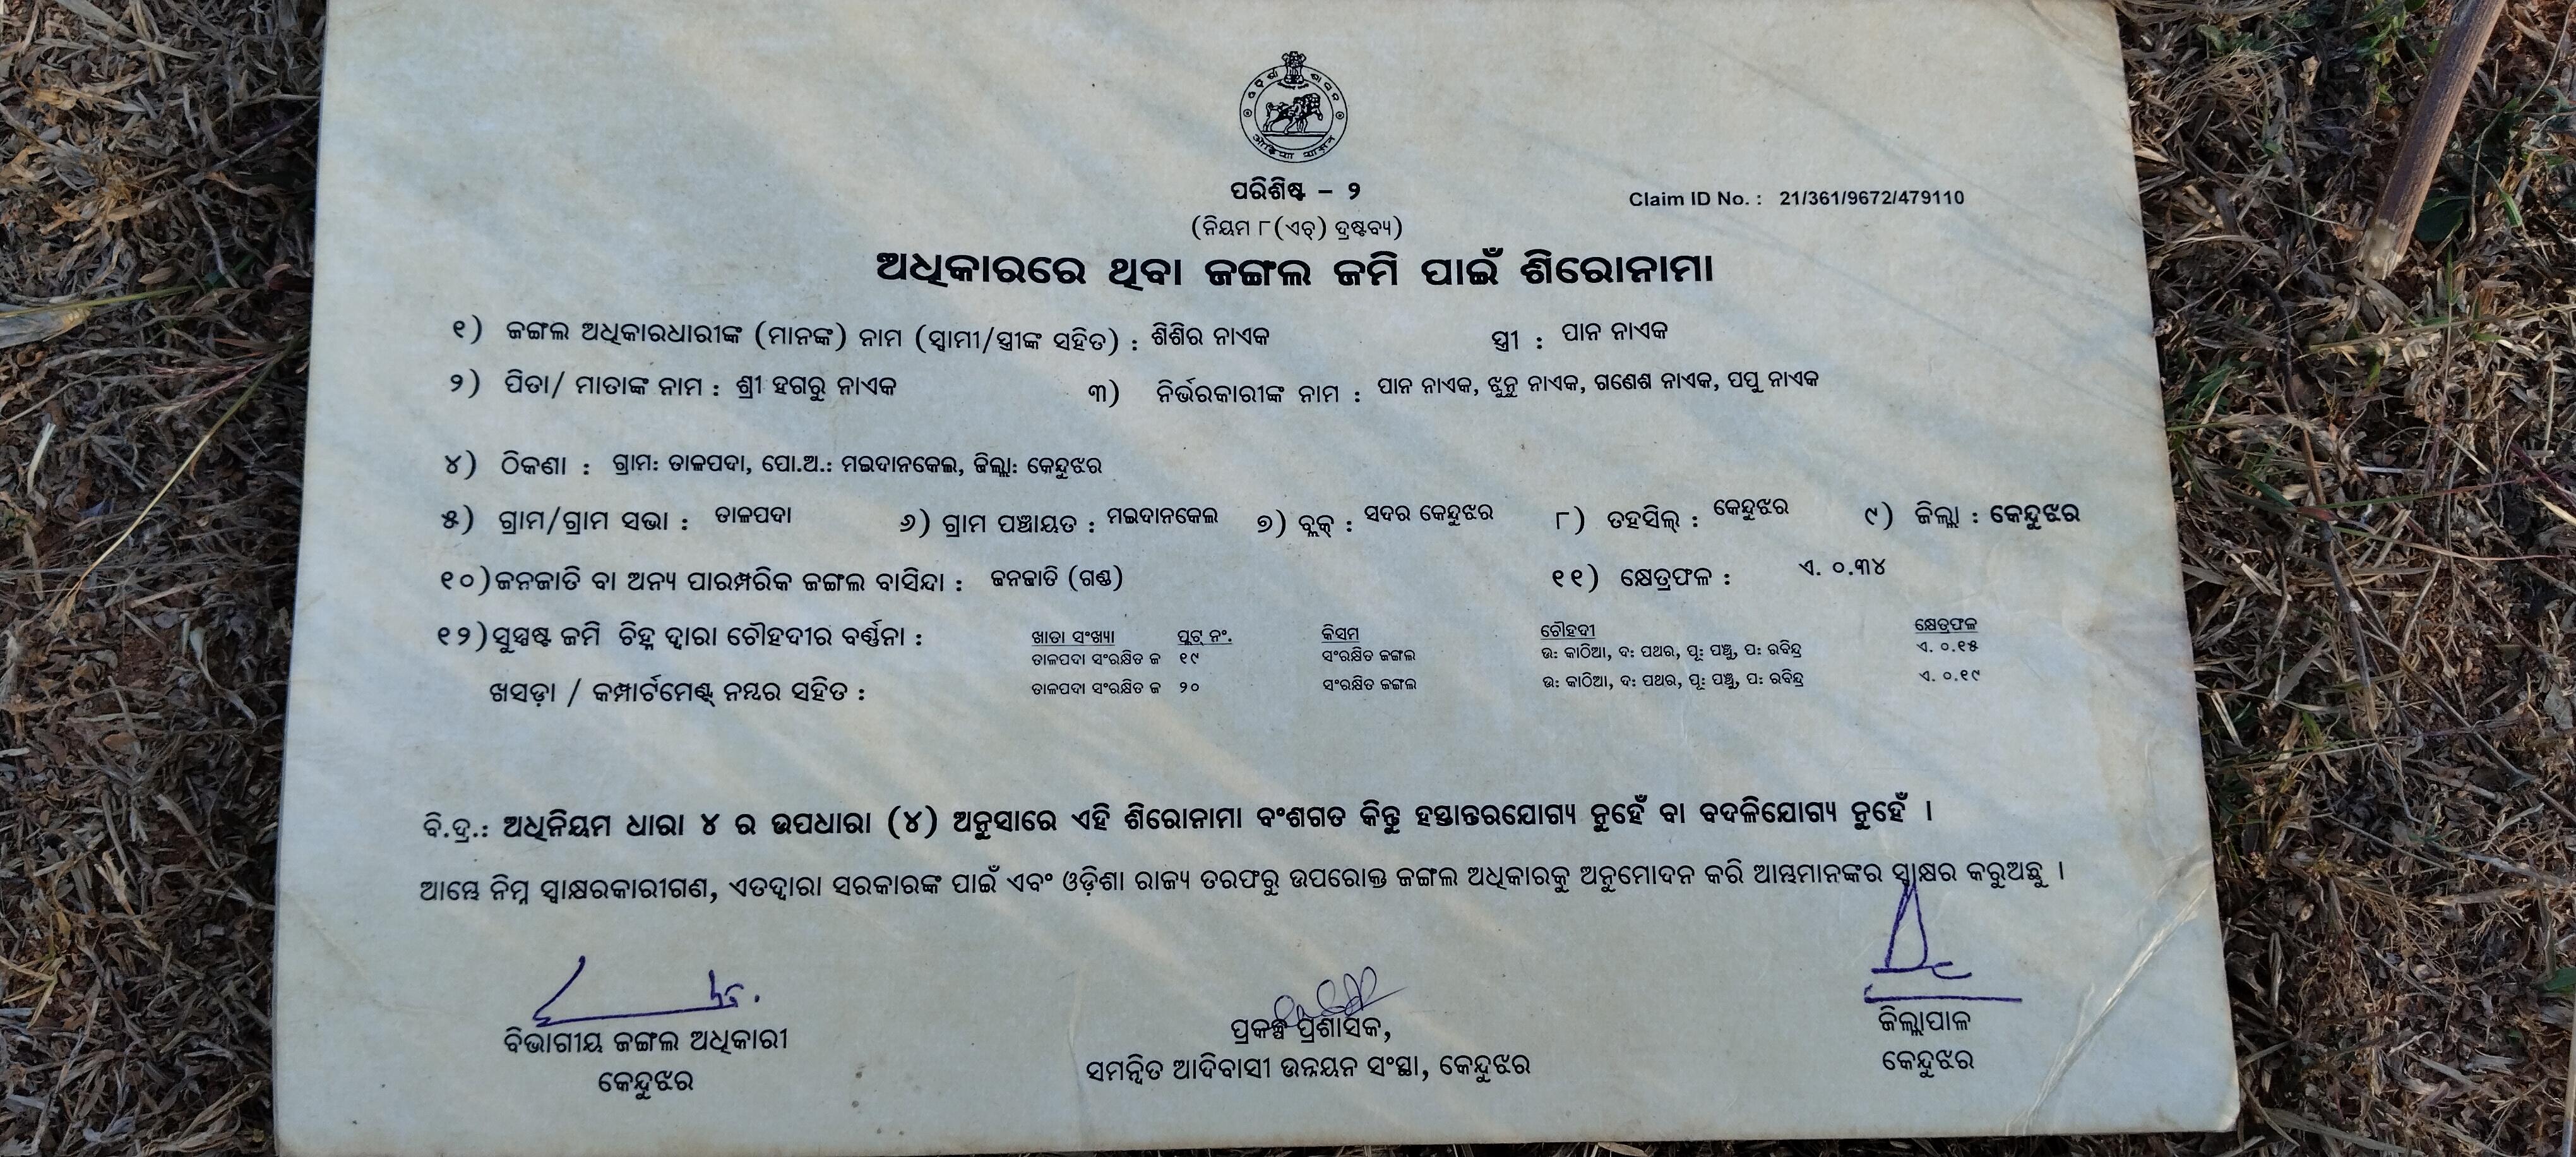 ପରିଶିଷ୍ଟ – ୨
Claim ID No. : 21/361/9672/479110
(ନିୟମ ୮(ଏଚ୍) ଦ୍ରଷ୍ଟବ୍ୟ)
ଅଧିକାରରେ ଥିବା ଜଙ୍ଗଲ ଜମି ପାଇଁ ଶିରୋନାମା
୧) ଜଙ୍ଗଲ ଅଧିକାରଧାରୀଙ୍କ (ମାନଙ୍କ) ନାମ (ସ୍ୱାମୀ/ସ୍ତ୍ରୀଙ୍କ ସହିତ) : ଶିଶିର ନାଏକ ସ୍ତ୍ରୀ : ପାନ ନାଏକ
୨) ପିତା/ ମାତାଙ୍କ ନାମ : ଶ୍ରୀ ହଗରୁ ନାଏକ ୩) ନିର୍ଭରକାରୀଙ୍କ ନାମ : ପାନ ନାଏକ, ଝୁନୁ ନାଏକ, ଗଣେଶ ନାଏକ, ପପୁ ନାଏକ
୪) ଠିକଣା : ଗ୍ରାମ: ତାଳପଦା, ପୋ.ଅ.: ମଇଦାନକେଲ, ଜିଲ୍ଲା: କେନ୍ଦୁଝର
୫) ଗ୍ରାମ/ଗ୍ରାମ ସଭା : ତାଳପଦା ୬) ଗ୍ରାମ ପଞ୍ଚାୟତ : ମଇଦାନକେଲ ୭) ବ୍ଲକ୍ : ସଦର କେନ୍ଦୁଝର ୮) ତହସିଲ୍ : କେନ୍ଦୁଝର ୯) ଜିଲ୍ଲା : କେନ୍ଦୁଝର
୧୦)ଜନଜାତି ବା ଅନ୍ୟ ପାରମ୍ପରିକ ଜଙ୍ଗଲ ବାସିନ୍ଦା : ଜନଜାତି (ଗଣ୍ଡ) ୧୧) କ୍ଷେତ୍ରଫଳ : ଏ. ୦.୩୪
୧୨)ସୁସ୍ପଷ୍ଟ ଜମି ଚିହ୍ନ ଦ୍ୱାରା ଚୌହଦୀର ବର୍ଣ୍ଣନା : ଖାତା ସଂଖ୍ୟା ପ୍ଲଟ୍ ନଂ. କିସମ ଚୌହଦୀ କ୍ଷେତ୍ରଫଳ
ତାଳପଦା ସଂରକ୍ଷିତ ଜ ୧୯ ସଂରକ୍ଷିତ ଜଙ୍ଗଲ ଉ: କାଠିଆ, ଦ: ପଥର, ପୂ: ପଞ୍ଚୁ, ପ: ରବିନ୍ଦ୍ର ଏ. ୦.୧୫
ଖସଡ଼ା / କମ୍ପାର୍ଟମେଣ୍ଟ୍ ନମ୍ବର ସହିତ : ତାଳପଦା ସଂରକ୍ଷିତ ଜ ୨୦ ସଂରକ୍ଷିତ ଜଙ୍ଗଲ ଉ: କାଠିଆ, ଦ: ପଥର, ପୂ: ପଞ୍ଚୁ, ପ: ରବିନ୍ଦ୍ର ଏ. ୦.୧୯
ବି.ଦ୍ର.: ଅଧିନିୟମ ଧାରା ୪ ର ଉପଧାରା (୪) ଅନୁସାରେ ଏହି ଶିରୋନାମା ବଂଶଗତ କିନ୍ତୁ ହସ୍ତାନ୍ତରଯୋଗ୍ୟ ନୁହେଁ ବା ବଦଳିଯୋଗ୍ୟ ନୁହେଁ ।
ଆମ୍ଭେ ନିମ୍ନ ସ୍ୱାକ୍ଷରକାରୀଗଣ, ଏତଦ୍ୱାରା ସରକାରଙ୍କ ପାଇଁ ଏବଂ ଓଡ଼ିଶା ରାଜ୍ୟ ତରଫରୁ ଉପରୋକ୍ତ ଜଙ୍ଗଲ ଅଧିକାରକୁ ଅନୁମୋଦନ କରି ଆମ୍ଭମାନଙ୍କର ସ୍ୱାକ୍ଷର କରୁଅଛୁ ।
ବିଭାଗୀୟ ଜଙ୍ଗଲ ଅଧିକାରୀ
କେନ୍ଦୁଝର
ପ୍ରକଳ୍ପ ପ୍ରଶାସକ,
ସମନ୍ୱିତ ଆଦିବାସୀ ଉନ୍ନୟନ ସଂସ୍ଥା, କେନ୍ଦୁଝର
ଜିଲ୍ଲାପାଳ
କେନ୍ଦୁଝର